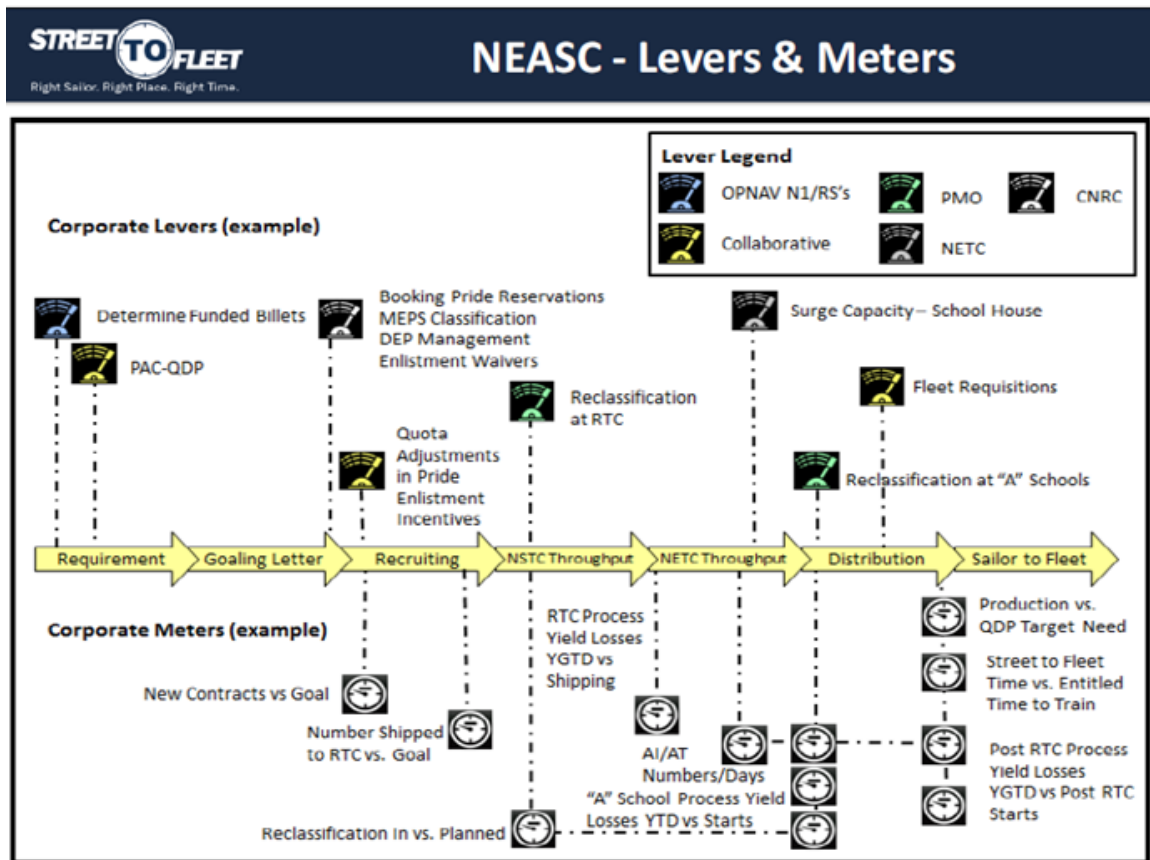 STREET TO FLEET
Right Sailor. Right Place. Right Time.
NEASC - Levers & Meters
Lever Legend
OPNAV N1/RS's
PMO
CNRC
Collaborative
NETC
Corporate Levers (example)
Determine Funded Billets
PAC-QDP
Booking Pride Reservations
MEPS Classification
DEP Management
Enlistment Waivers
Quota
Adjustments
in Pride
Enlistment
Incentives
Reclassification
at RTC
Surge Capacity – School House
Fleet Requisitions
Reclassification at "A" Schools
Requirement
Goaling Letter
Recruiting
NSTC Throughput
NETC Throughput
Distribution
Sailor to Fleet
Corporate Meters (example)
New Contracts vs Goal
Number Shipped
to RTC vs. Goal
RTC Process
Yield Losses
YGTD vs
Shipping
Reclassification In vs. Planned
AI/AT
Numbers/Days
"A" School Process Yield
Losses YTD vs Starts
Production vs.
QDP Target Need
Street to Fleet
Time vs. Entitled
Time to Train
Post RTC Process
Yield Losses
YGTD vs Post RTC
Starts